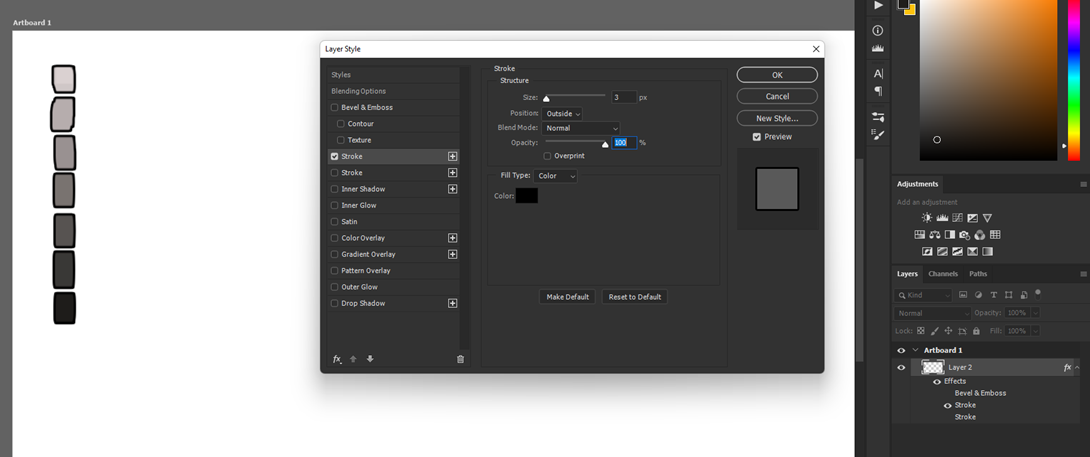 Artboard 1
Layer Style
Styles
Blending Options
Bevel & Emboss
Contour
Texture
Stroke
Stroke
Inner Shadow
Inner Glow
Satin
Color Overlay
Gradient Overlay
Pattern Overlay
Outer Glow
Drop Shadow
fx
Stroke
Structure
Size: 3 px
Position: Outside
Blend Mode: Normal
Opacity: 100 %
Overprint
Fill Type: Color
Color:
Make Default Reset to Default
OK
Cancel
New Style...
Preview
A
Adjustments
Add an adjustment
Layers Channels Paths
Kind T
Normal Opacity: 100%
Lock: Fill: 100%
Artboard 1
Layer 2 fx
Effects
Bevel & Emboss
Stroke
Stroke